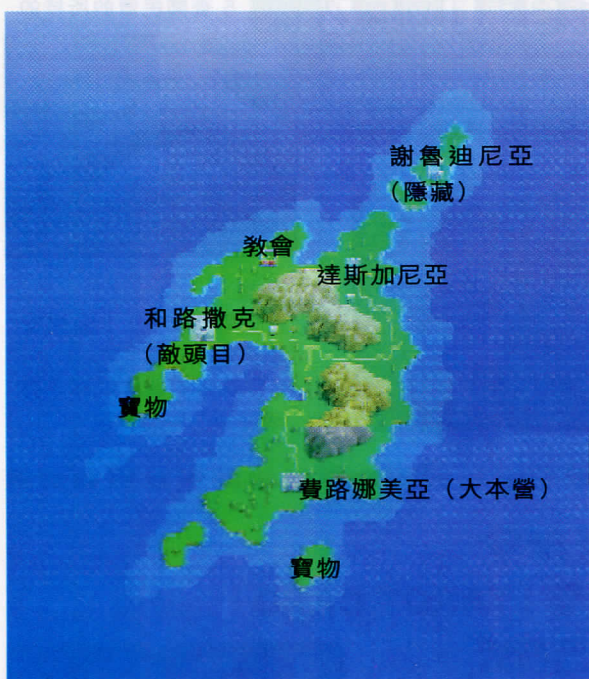 謝魯迪尼亞
（隱藏）
教會
達斯加尼亞
和路撒克
（敵頭目）
寶物
費路娜美亞（大本營）
寶物